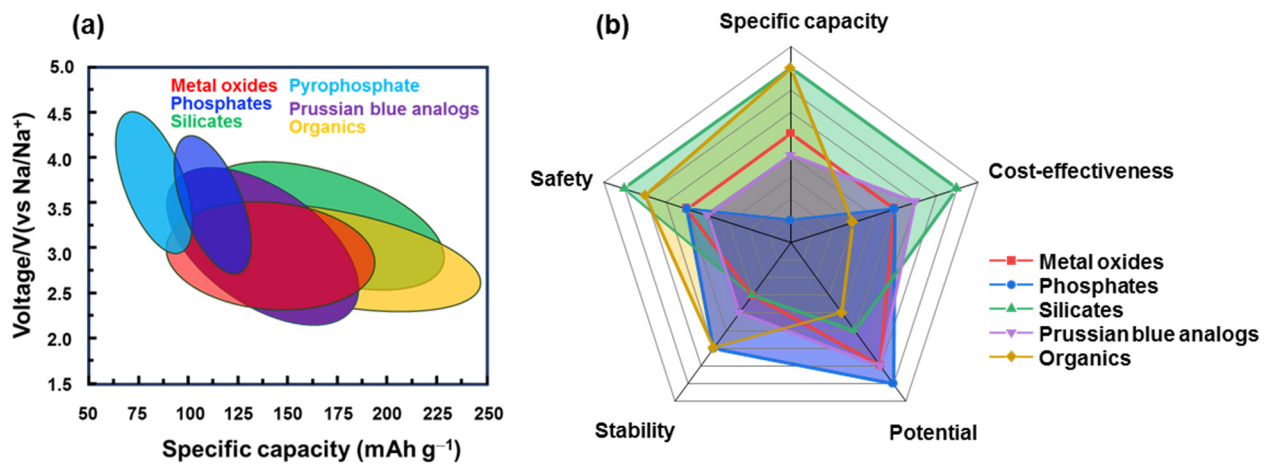 (a)
Metal oxides
Phosphates
Silicates
Pyrophosphate
Prussian blue analogs
Organics
Voltage/V(vs Na/Na⁺)
5.0
4.5
4.0
3.5
3.0
2.5
2.0
1.5
50
75
100
125
150
175
200
225
250
Specific capacity (mAh g⁻¹)
(b)
Specific capacity
Cost-effectiveness
Safety
Stability
Potential
Metal oxides
Phosphates
Silicates
Prussian blue analogs
Organics